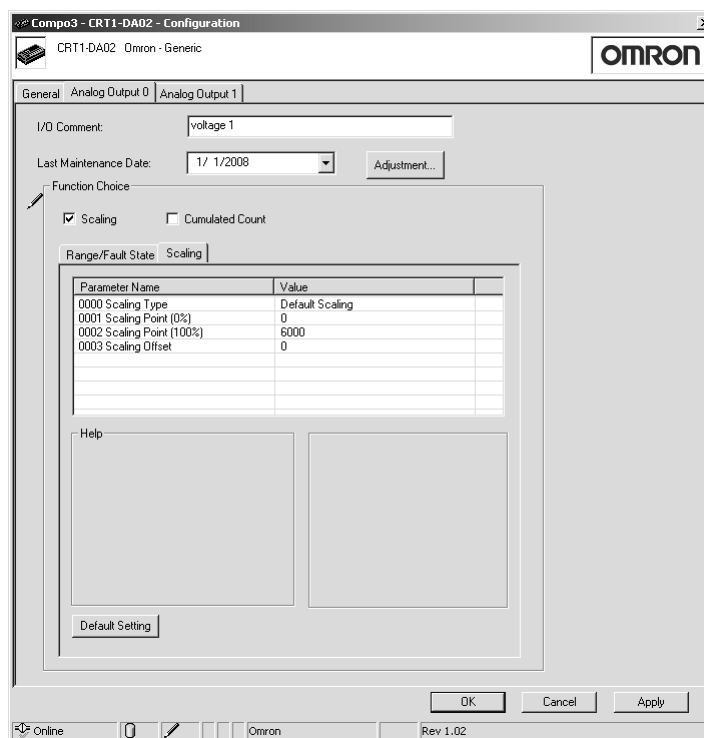 Compo3 - CRT1-DA02 - Configuration
CRT1-DA02 Omron - Generic
OMRON
General Analog Output 0 Analog Output 1
I/O Comment: voltage 1
Last Maintenance Date: 1/ 1/2008 Adjustment...
Function Choice
Scaling Cumulated Count
Range/Fault State Scaling
Parameter Name Value
0000 Scaling Type Default Scaling
0001 Scaling Point (0%) 0
0002 Scaling Point (100%) 6000
0003 Scaling Offset 0
Help
Default Setting
OK Cancel Apply
Online Omron Rev 1.02